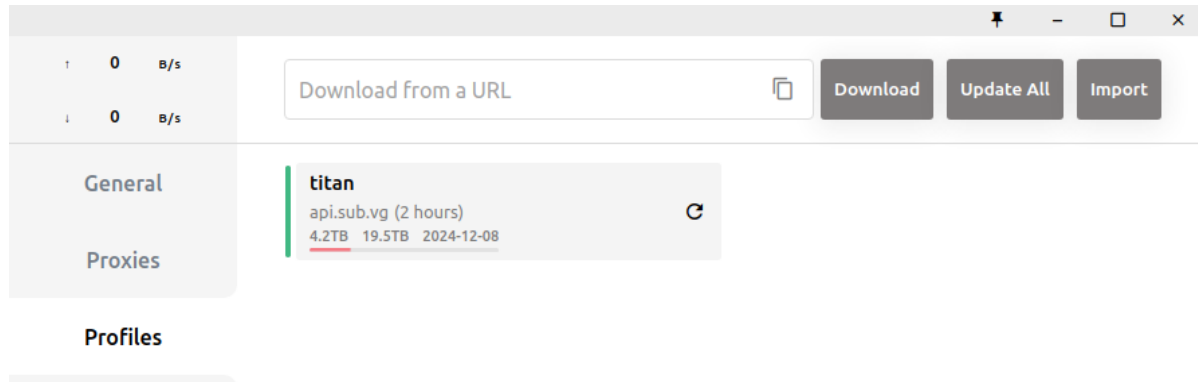 ↑ 0 B/s
↓ 0 B/s
Download from a URL
Download
Update All
Import
General
Proxies
Profiles
titan
api.sub.vg (2 hours)
4.2TB 19.5TB 2024-12-08